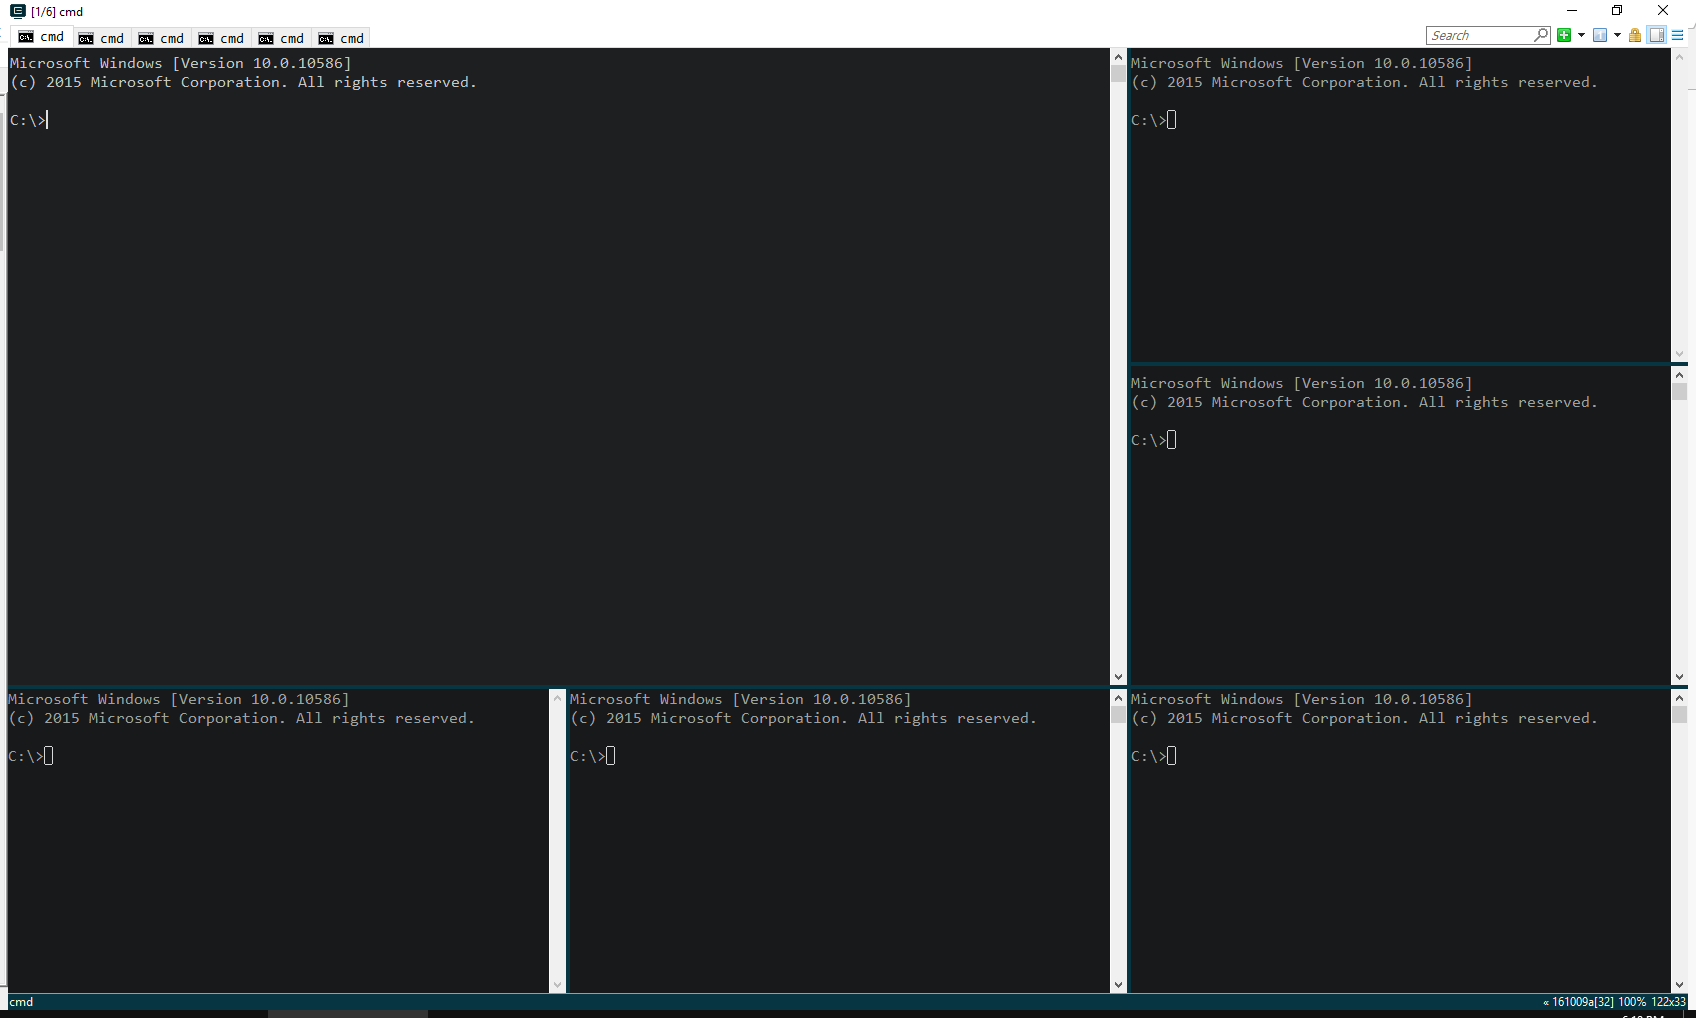 [1/6] cmd
cmd cmd cmd cmd cmd cmd
Search
Microsoft Windows [Version 10.0.10586]
(c) 2015 Microsoft Corporation. All rights reserved.
C:\>
Microsoft Windows [Version 10.0.10586]
(c) 2015 Microsoft Corporation. All rights reserved.
C:\>
Microsoft Windows [Version 10.0.10586]
(c) 2015 Microsoft Corporation. All rights reserved.
C:\>
Microsoft Windows [Version 10.0.10586]
(c) 2015 Microsoft Corporation. All rights reserved.
C:\>
Microsoft Windows [Version 10.0.10586]
(c) 2015 Microsoft Corporation. All rights reserved.
C:\>
Microsoft Windows [Version 10.0.10586]
(c) 2015 Microsoft Corporation. All rights reserved.
C:\>
cmd
« 161009a[32] 100% 122x33